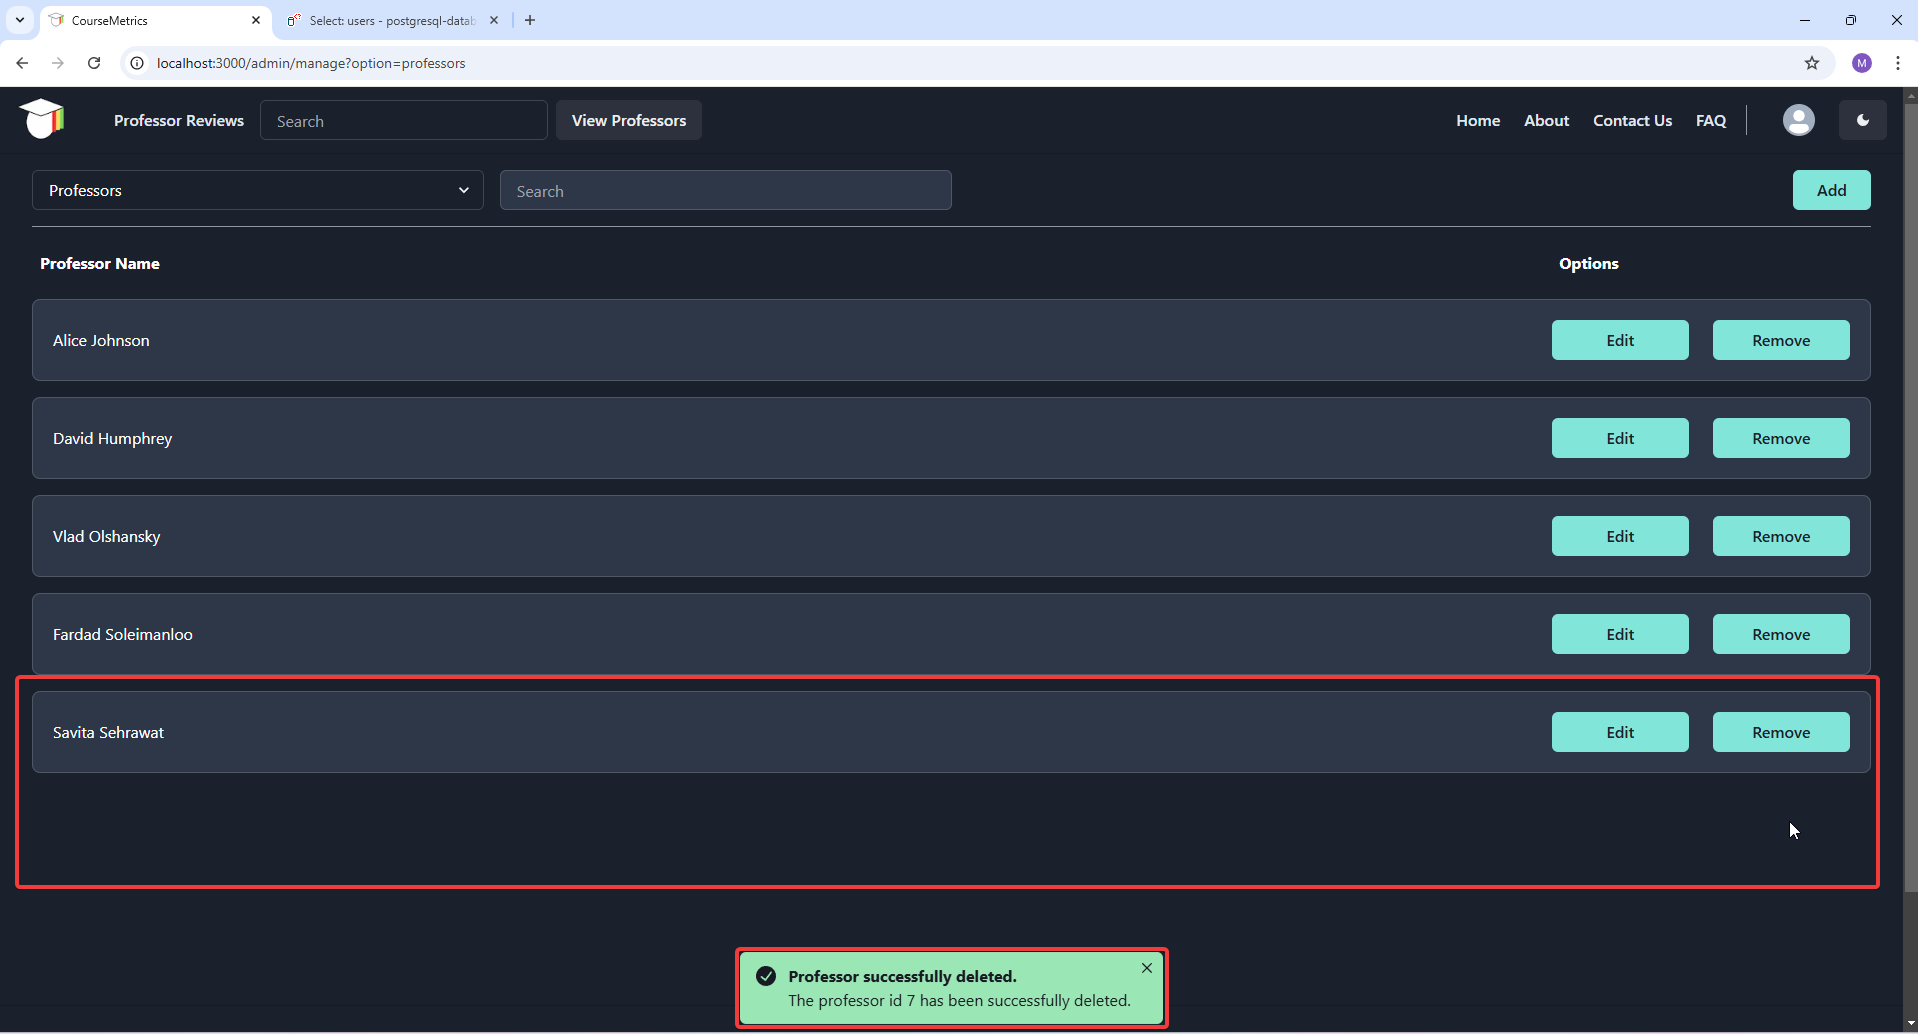 CourseMetrics
Select: users - postgresql-datab
localhost:3000/admin/manage?option=professors
M
Professor Reviews
Search
View Professors
Home
About
Contact Us
FAQ
Professors
Search
Add
Professor Name
Options
Alice Johnson
Edit
Remove
David Humphrey
Edit
Remove
Vlad Olshansky
Edit
Remove
Fardad Soleimanloo
Edit
Remove
Savita Sehrawat
Edit
Remove
Professor successfully deleted.
The professor id 7 has been successfully deleted.